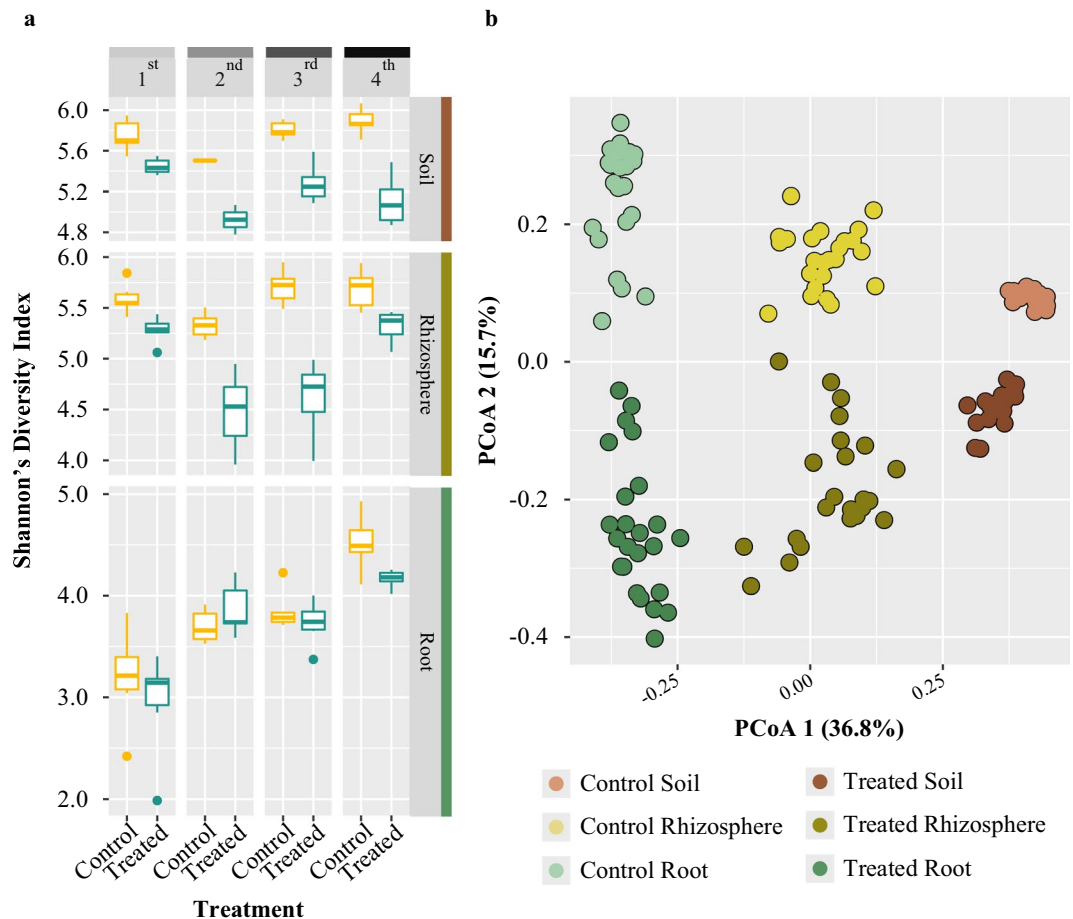 a
b
1st 2nd 3rd 4th
6.0
5.6
5.2
4.8
Soil
6.0
5.5
5.0
4.5
4.0
Rhizosphere
5.0
4.0
3.0
2.0
Root
Shannon's Diversity Index
Control Treated Control Treated Control Treated Control Treated
Treatment
0.2
0.0
-0.2
-0.4
PCoA 2 (15.7%)
-0.25 0.00 0.25
PCoA 1 (36.8%)
Control Soil Treated Soil
Control Rhizosphere Treated Rhizosphere
Control Root Treated Root